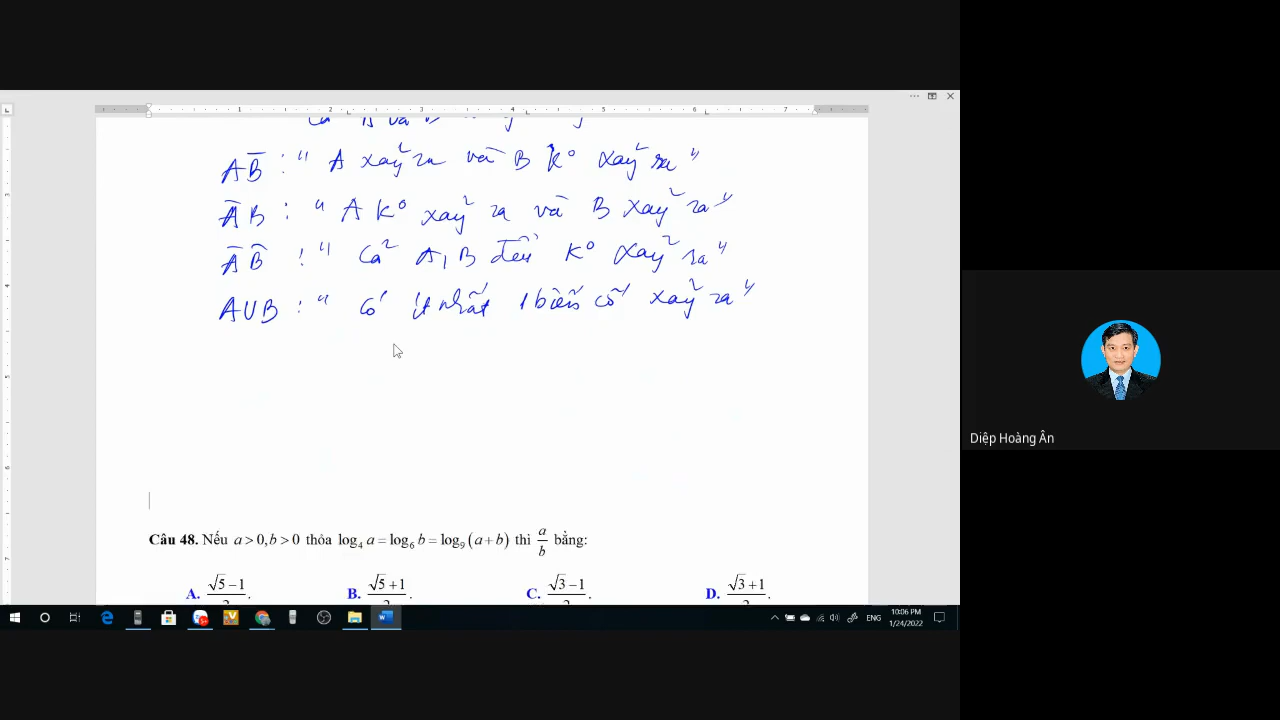 AB̄ : " A xảy ra và B kº xảy ra "
ĀB : " A kº xảy ra và B xảy ra "
ĀB̄ : " Cả A, B đều kº xảy ra "
A∪B : " Có ít nhất 1 biến cố xảy ra "
Câu 48. Nếu a > 0, b > 0 thỏa log₄ a = log₆ b = log₉ (a + b) thì a/b bằng:
A. (√5 − 1)/2. B. (√5 + 1)/2. C. (√3 − 1)/2. D. (√3 + 1)/2.
Diệp Hoàng Ân
ENG
10:06 PM
1/24/2022